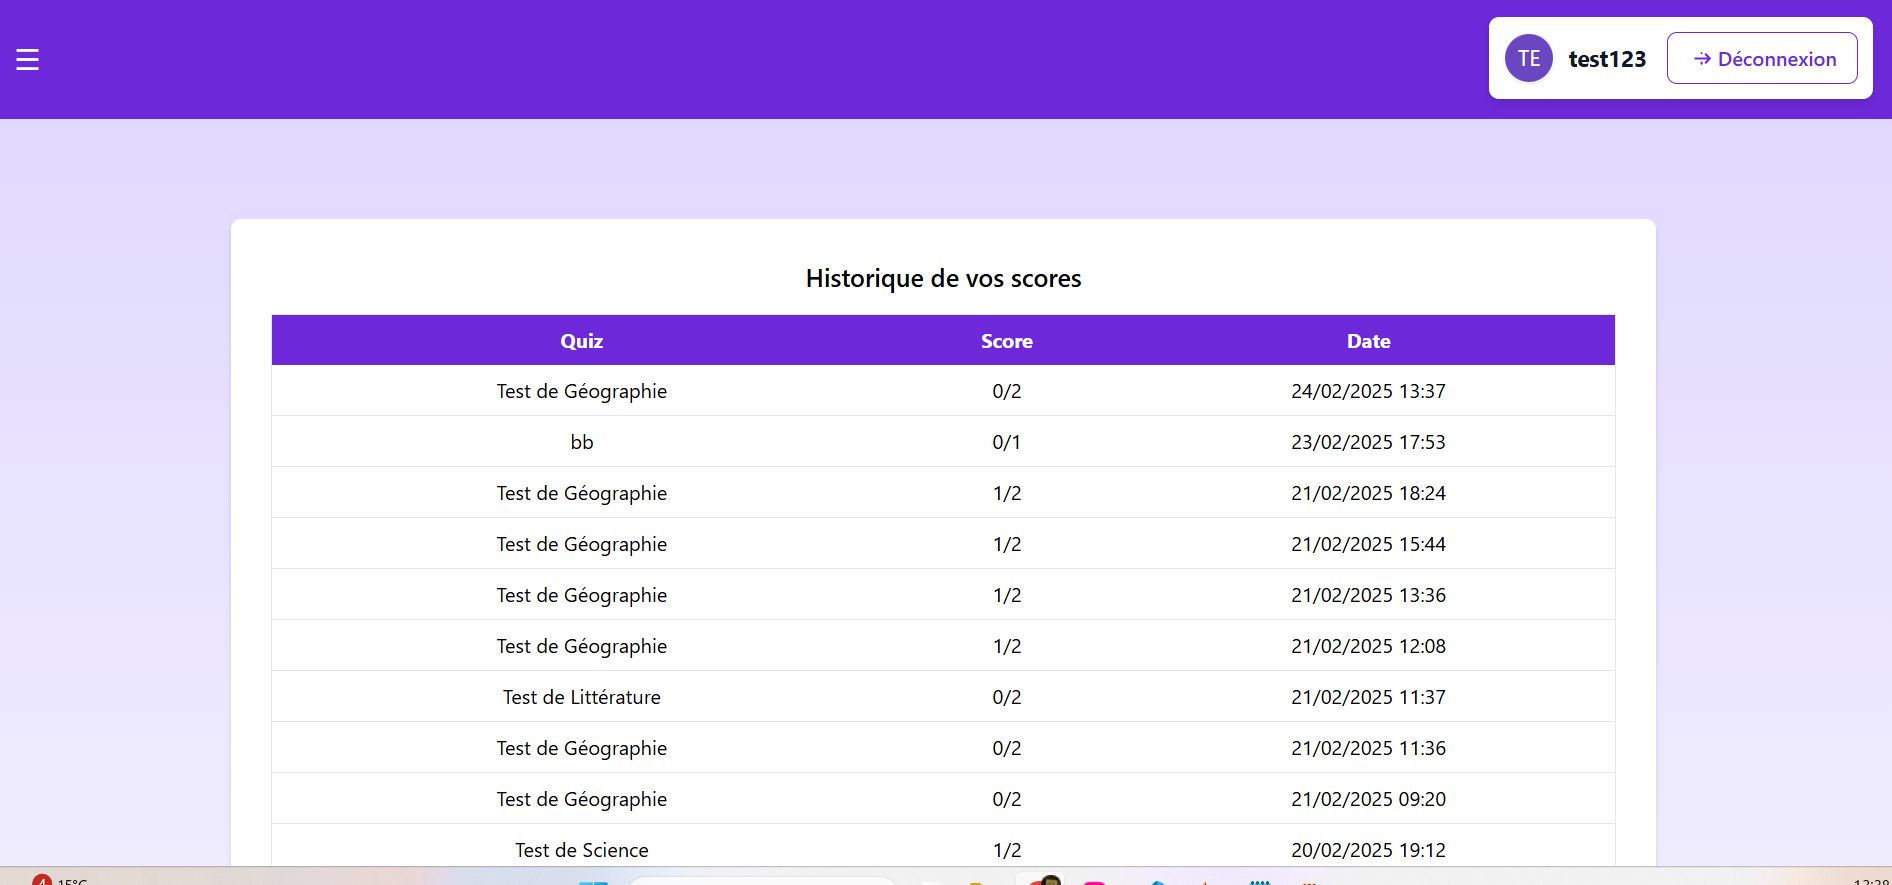 TE test123 Déconnexion
Historique de vos scores
Quiz Score Date
Test de Géographie 0/2 24/02/2025 13:37
bb 0/1 23/02/2025 17:53
Test de Géographie 1/2 21/02/2025 18:24
Test de Géographie 1/2 21/02/2025 15:44
Test de Géographie 1/2 21/02/2025 13:36
Test de Géographie 1/2 21/02/2025 12:08
Test de Littérature 0/2 21/02/2025 11:37
Test de Géographie 0/2 21/02/2025 11:36
Test de Géographie 0/2 21/02/2025 09:20
Test de Science 1/2 20/02/2025 19:12
15°C